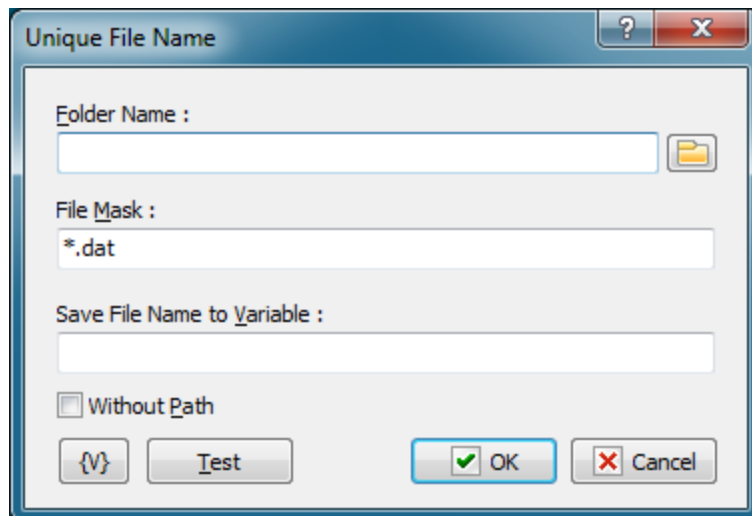 Unique File Name
?
Folder Name :
File Mask :
*.dat
Save File Name to Variable :
Without Path
{V} Test OK Cancel